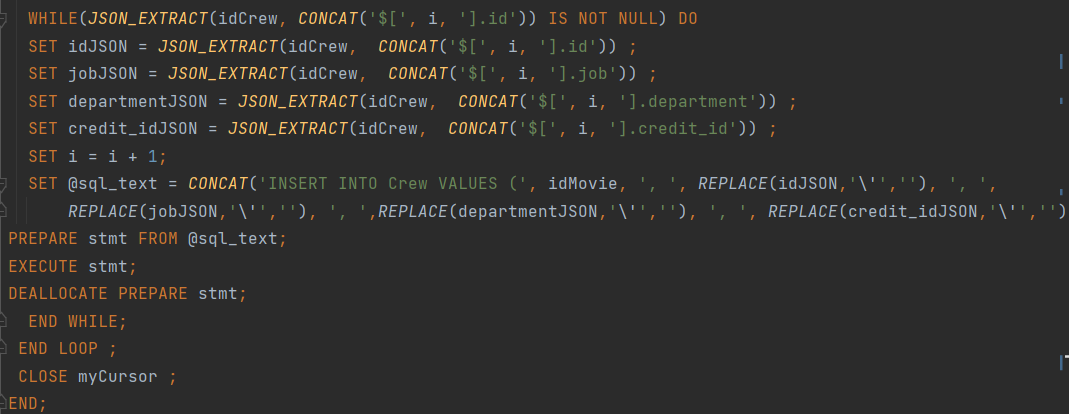 WHILE(JSON_EXTRACT(idCrew, CONCAT('$[', i, '].id')) IS NOT NULL) DO
SET idJSON = JSON_EXTRACT(idCrew,  CONCAT('$[', i, '].id')) ;
SET jobJSON = JSON_EXTRACT(idCrew,  CONCAT('$[', i, '].job')) ;
SET departmentJSON = JSON_EXTRACT(idCrew,  CONCAT('$[', i, '].department')) ;
SET credit_idJSON = JSON_EXTRACT(idCrew,  CONCAT('$[', i, '].credit_id')) ;
SET i = i + 1;
SET @sql_text = CONCAT('INSERT INTO Crew VALUES (', idMovie, ', ', REPLACE(idJSON,'\'',''), ', ',
REPLACE(jobJSON,'\'',''), ', ',REPLACE(departmentJSON,'\'',''), ', ', REPLACE(credit_idJSON,'\'','')
PREPARE stmt FROM @sql_text;
EXECUTE stmt;
DEALLOCATE PREPARE stmt;
END WHILE;
END LOOP ;
CLOSE myCursor ;
END;